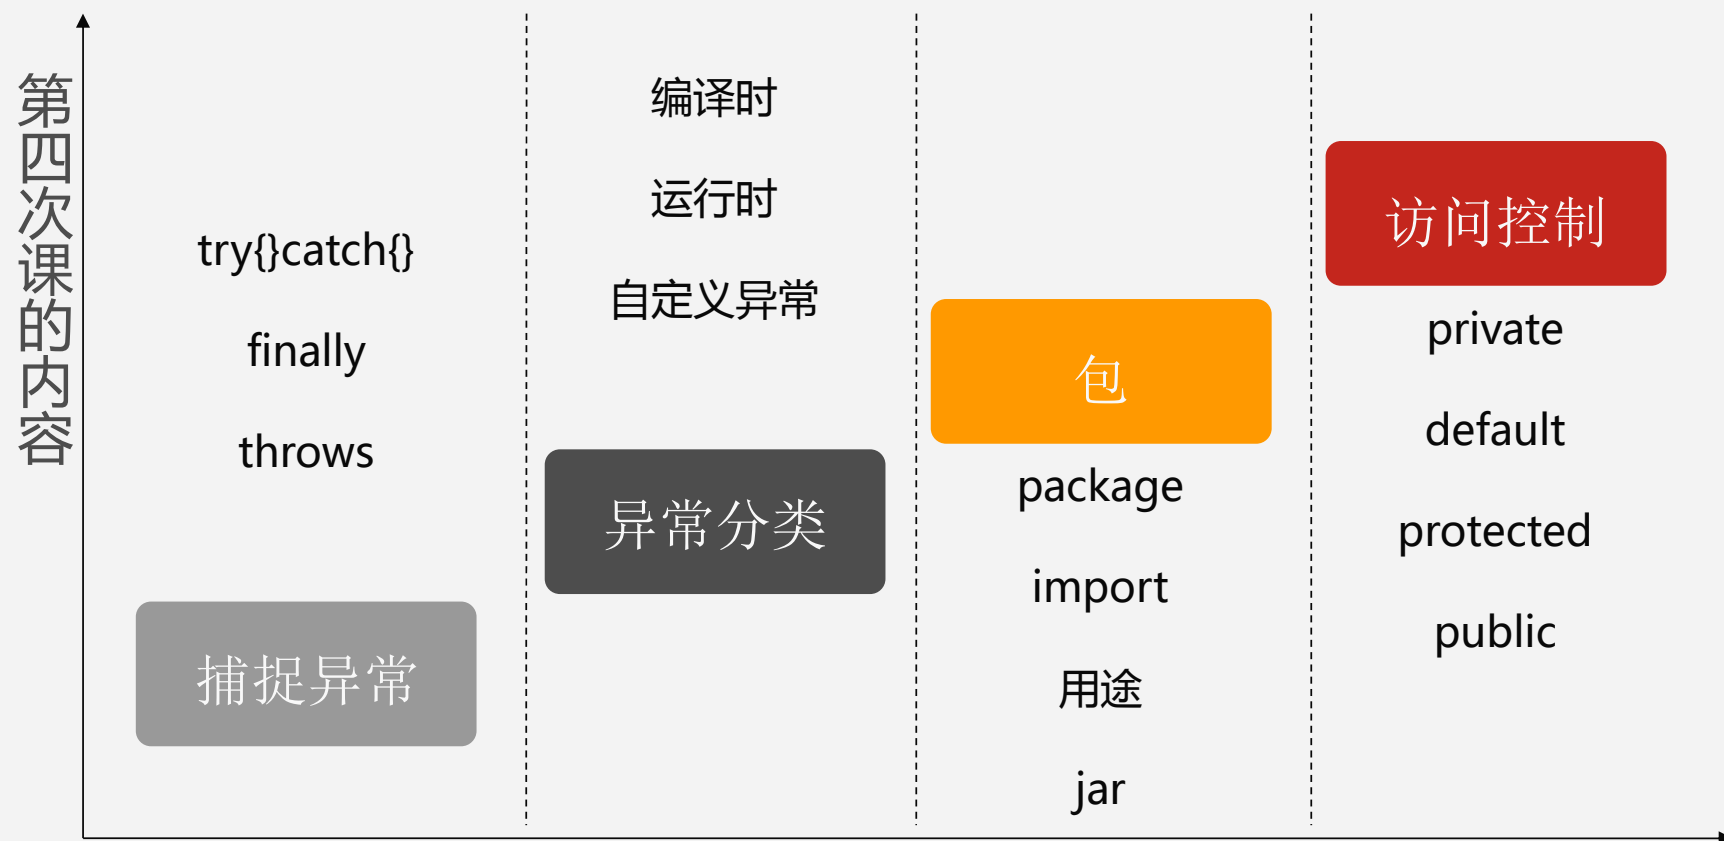 第四次课的内容
try{}catch{}
finally
throws
捕捉异常
编译时
运行时
自定义异常
异常分类
包
package
import
用途
jar
访问控制
private
default
protected
public